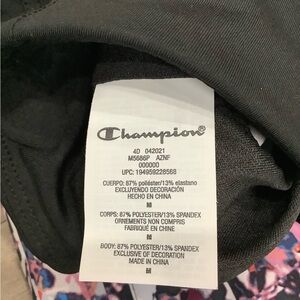 Champion
4D 042021
M5686P AZNF
000000
UPC: 194959228568
CUERPO: 87% poliéster/13% elastano
EXCLUYENDO DECORACIÓN
HECHO EN CHINA
M
CORPS: 87% POLYESTER/13% SPANDEX
ORNEMENTS NON COMPRIS
FABRIQUÉ EN CHINE
M
BODY: 87% POLYESTER/13% SPANDEX
EXCLUSIVE OF DECORATION
MADE IN CHINA
M